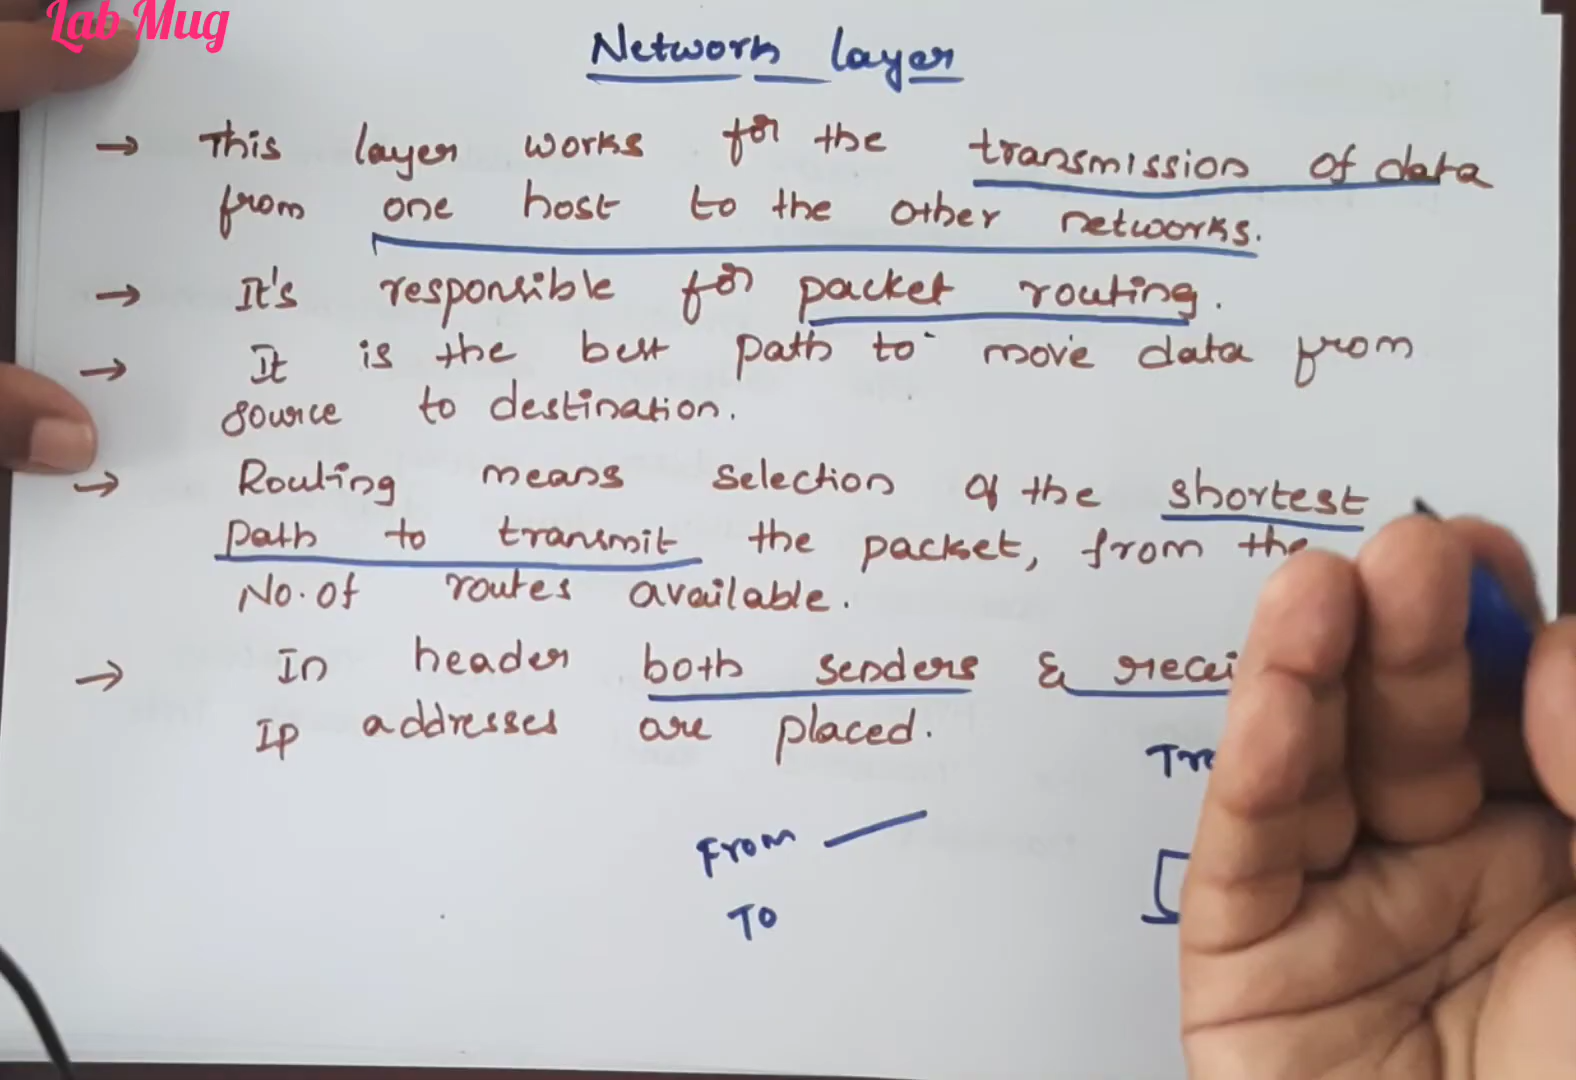 Lab Mug
Network layer
→ This layer works for the transmission of data
from one host to the other networks.
→ It's responsible for packet routing.
→ It is the best path to move data from
source to destination.
→ Routing means selection of the shortest
path to transmit the packet, from the
No. of routes available.
→ In header both senders & recei
IP addresses are placed.
Tr
From
To